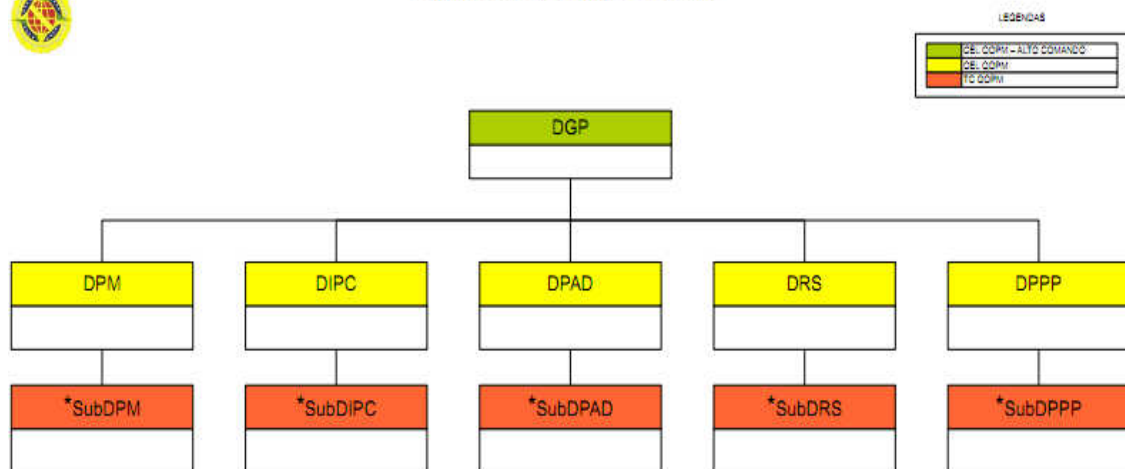 LEGENDAS
CEL QOPM – ALTO COMANDO
CEL QOPM
TC QOPM
DGP
DPM
DIPC
DPAD
DRS
DPPP
*SubDPM
*SubDIPC
*SubDPAD
*SubDRS
*SubDPPP